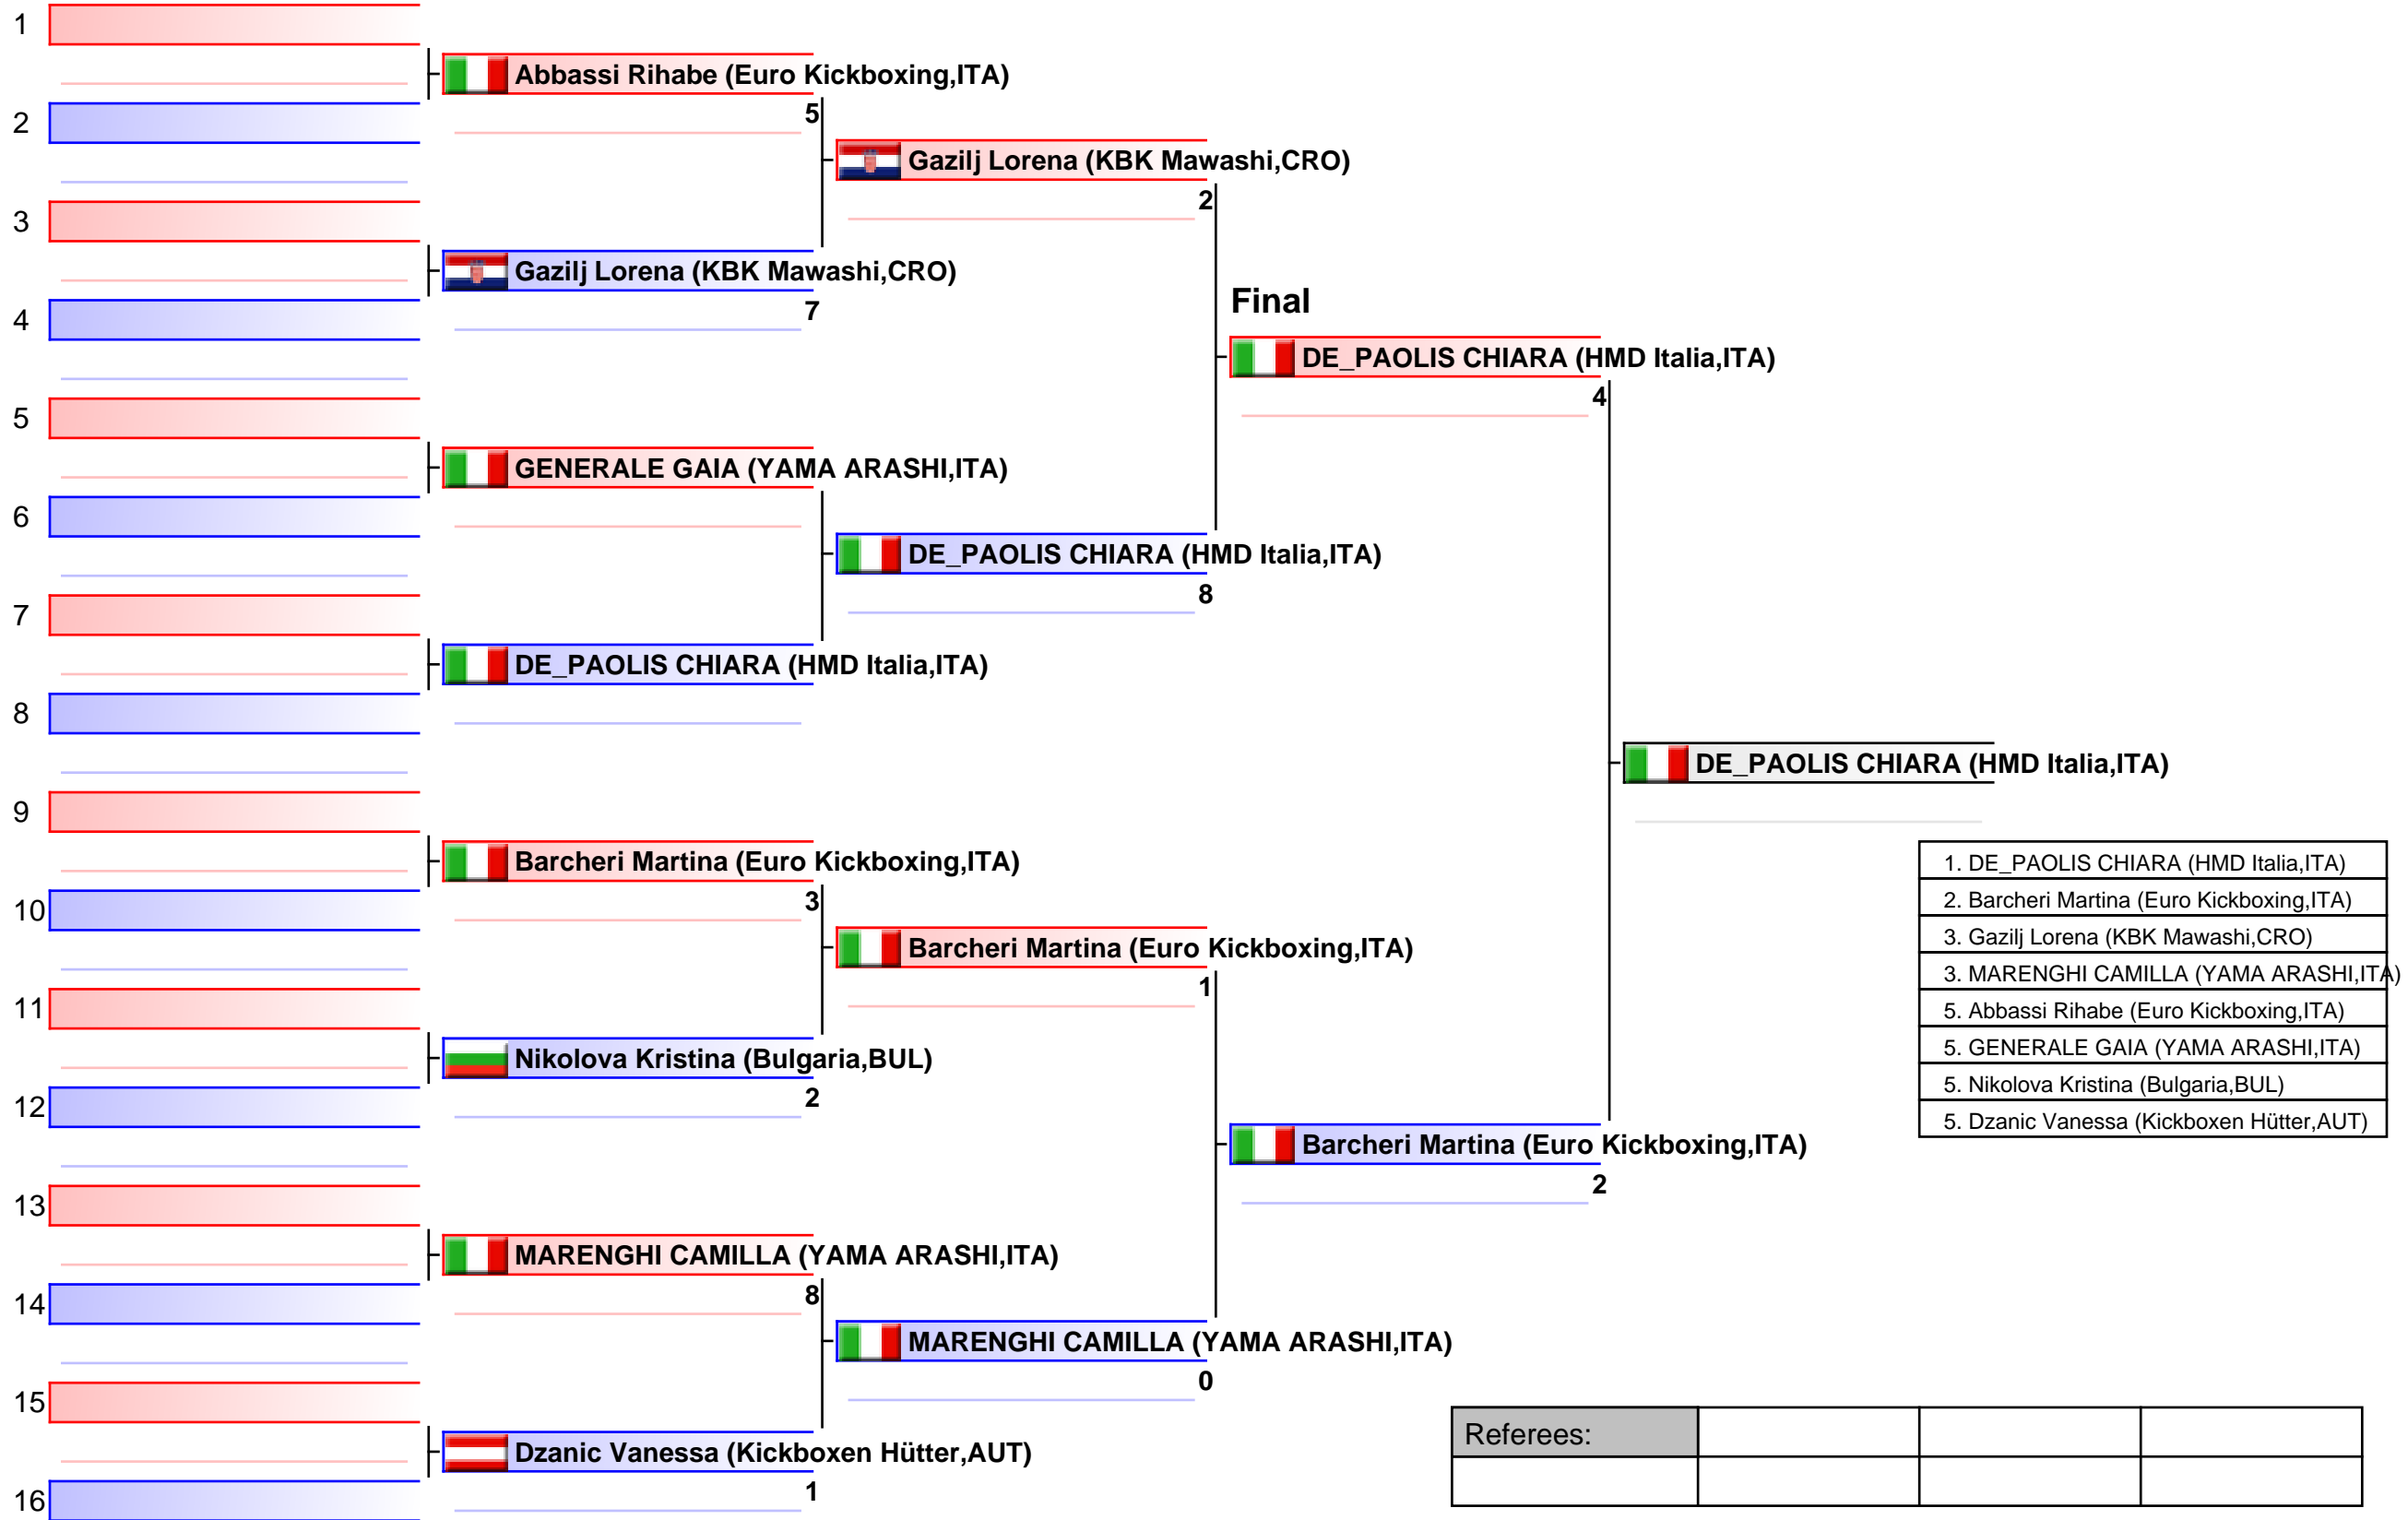 1
Abbassi Rihabe (Euro Kickboxing,ITA)
5
2
Gazilj Lorena (KBK Mawashi,CRO)
2
3
Gazilj Lorena (KBK Mawashi,CRO)
7
4
Final
DE_PAOLIS CHIARA (HMD Italia,ITA)
4
5
GENERALE GAIA (YAMA ARASHI,ITA)
6
DE_PAOLIS CHIARA (HMD Italia,ITA)
8
7
DE_PAOLIS CHIARA (HMD Italia,ITA)
8
DE_PAOLIS CHIARA (HMD Italia,ITA)
9
Barcheri Martina (Euro Kickboxing,ITA)
3
10
Barcheri Martina (Euro Kickboxing,ITA)
1
11
Nikolova Kristina (Bulgaria,BUL)
2
12
Barcheri Martina (Euro Kickboxing,ITA)
2
13
MARENGHI CAMILLA (YAMA ARASHI,ITA)
8
14
MARENGHI CAMILLA (YAMA ARASHI,ITA)
0
15
Dzanic Vanessa (Kickboxen Hütter,AUT)
1
16
1. DE_PAOLIS CHIARA (HMD Italia,ITA)
2. Barcheri Martina (Euro Kickboxing,ITA)
3. Gazilj Lorena (KBK Mawashi,CRO)
3. MARENGHI CAMILLA (YAMA ARASHI,ITA)
5. Abbassi Rihabe (Euro Kickboxing,ITA)
5. GENERALE GAIA (YAMA ARASHI,ITA)
5. Nikolova Kristina (Bulgaria,BUL)
5. Dzanic Vanessa (Kickboxen Hütter,AUT)
Referees: